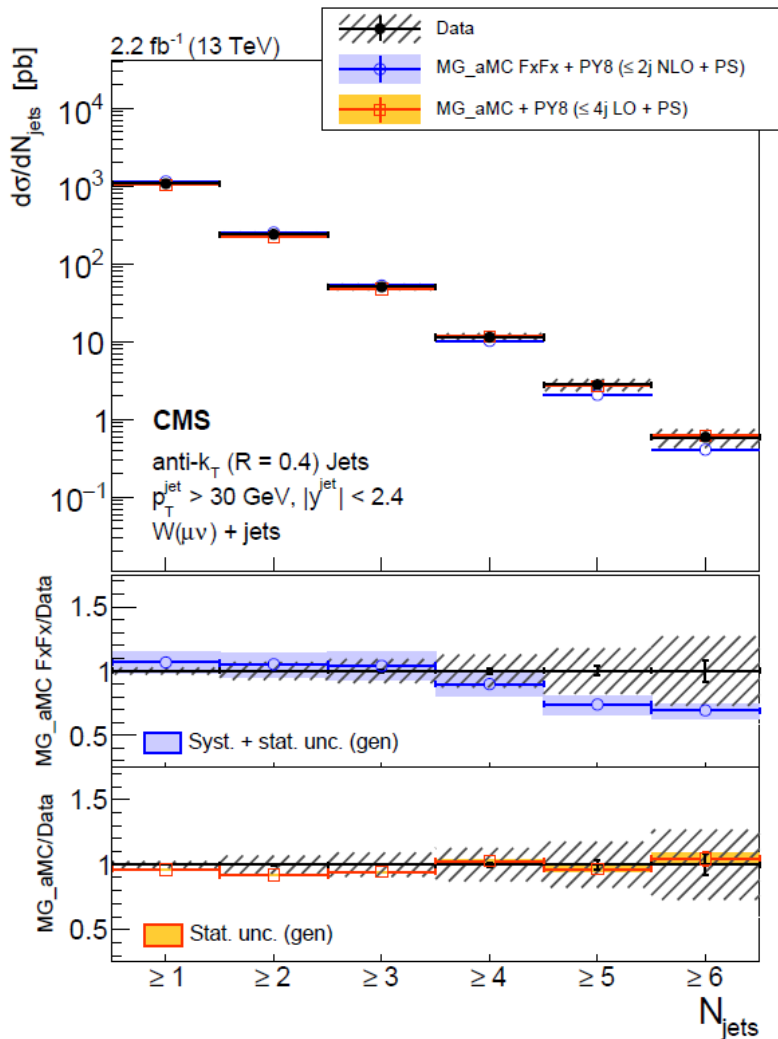 2.2 fb⁻¹ (13 TeV)
Data
MG_aMC FxFx + PY8 (≤ 2j NLO + PS)
MG_aMC + PY8 (≤ 4j LO + PS)
dσ/dN_jets [pb]
10⁴
10³
10²
10
1
10⁻¹
CMS
anti-k_T (R = 0.4) Jets
p_T^jet > 30 GeV, |y^jet| < 2.4
W(μν) + jets
MG_aMC FxFx/Data
1.5
1
0.5
Syst. + stat. unc. (gen)
MG_aMC/Data
1.5
1
0.5
Stat. unc. (gen)
≥ 1 ≥ 2 ≥ 3 ≥ 4 ≥ 5 ≥ 6
N_jets